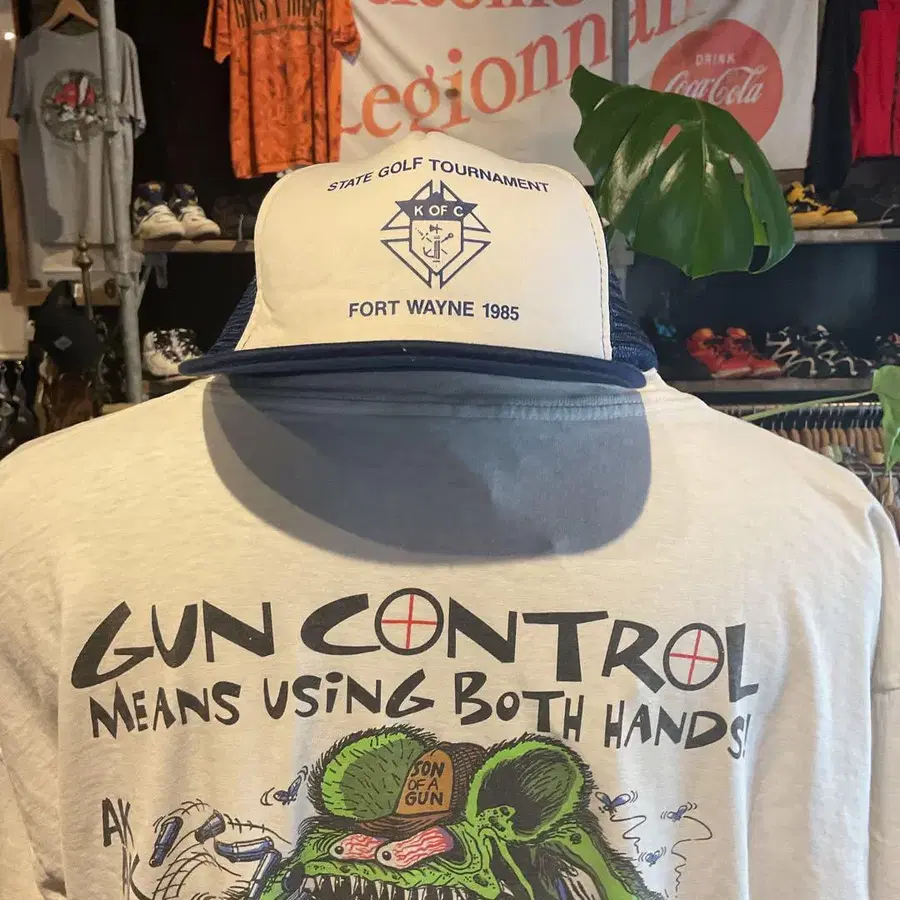 Legionnai
DRINK
Coca-Cola
STATE GOLF TOURNAMENT
K OF C
FORT WAYNE 1985
GUN CONTROL
MEANS USiNG BOTH HANDS!
SON
OF A
GUN
AK